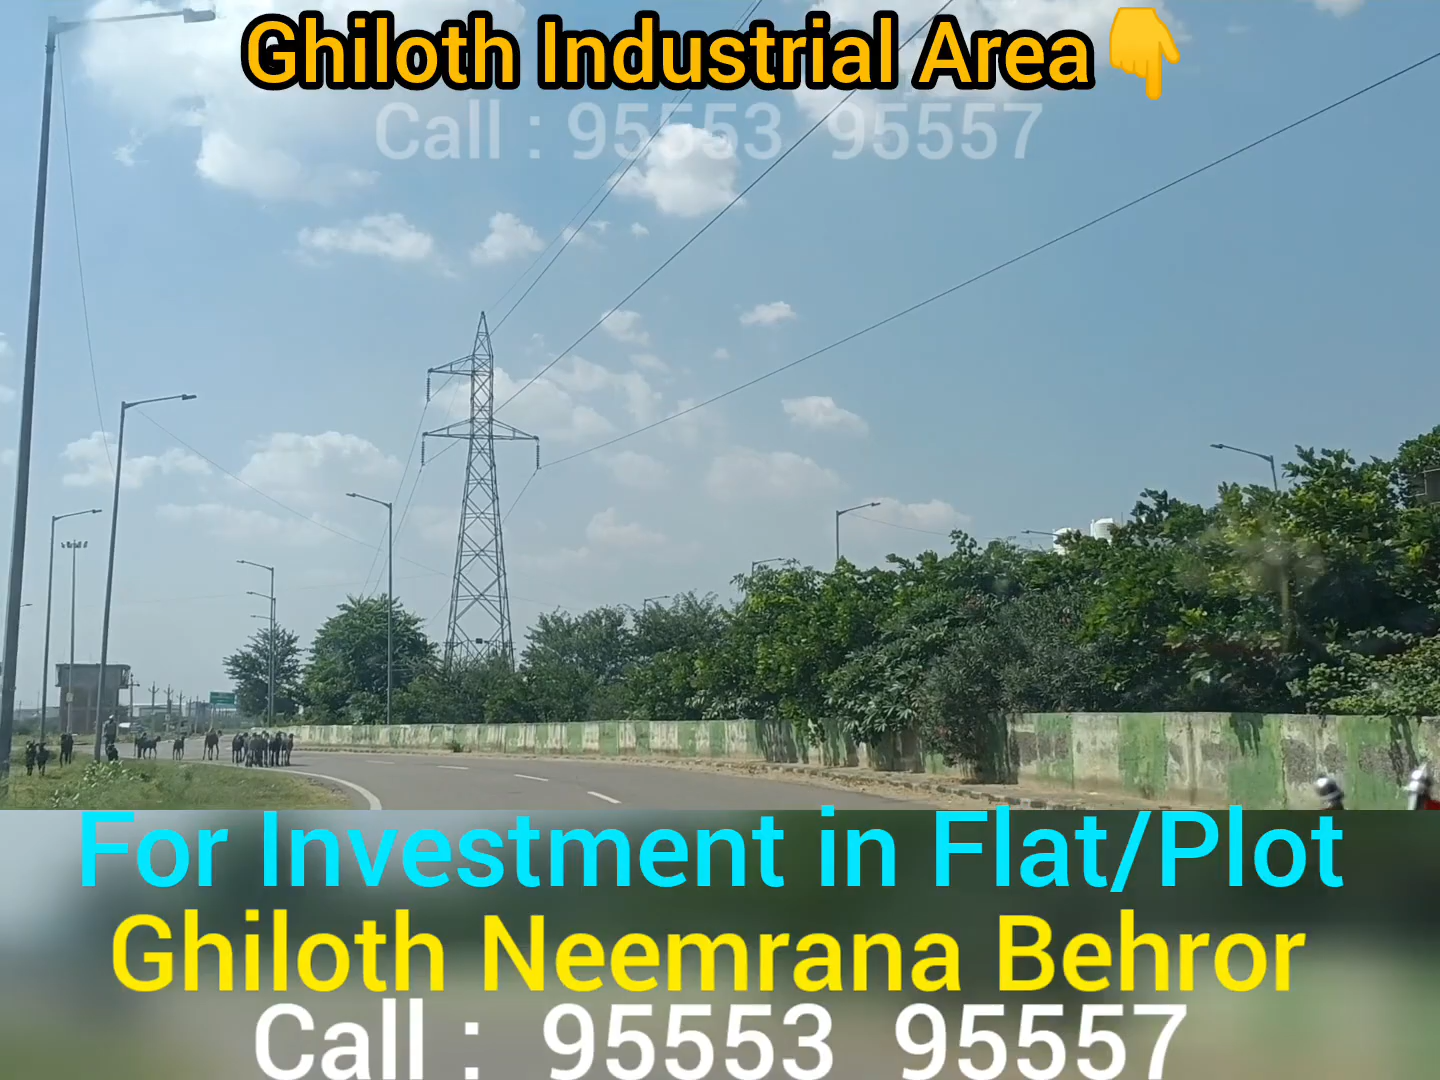 Ghiloth Industrial Area👇
Call : 95553 95557
For Investment in Flat/Plot
Ghiloth Neemrana Behror
Call : 95553 95557